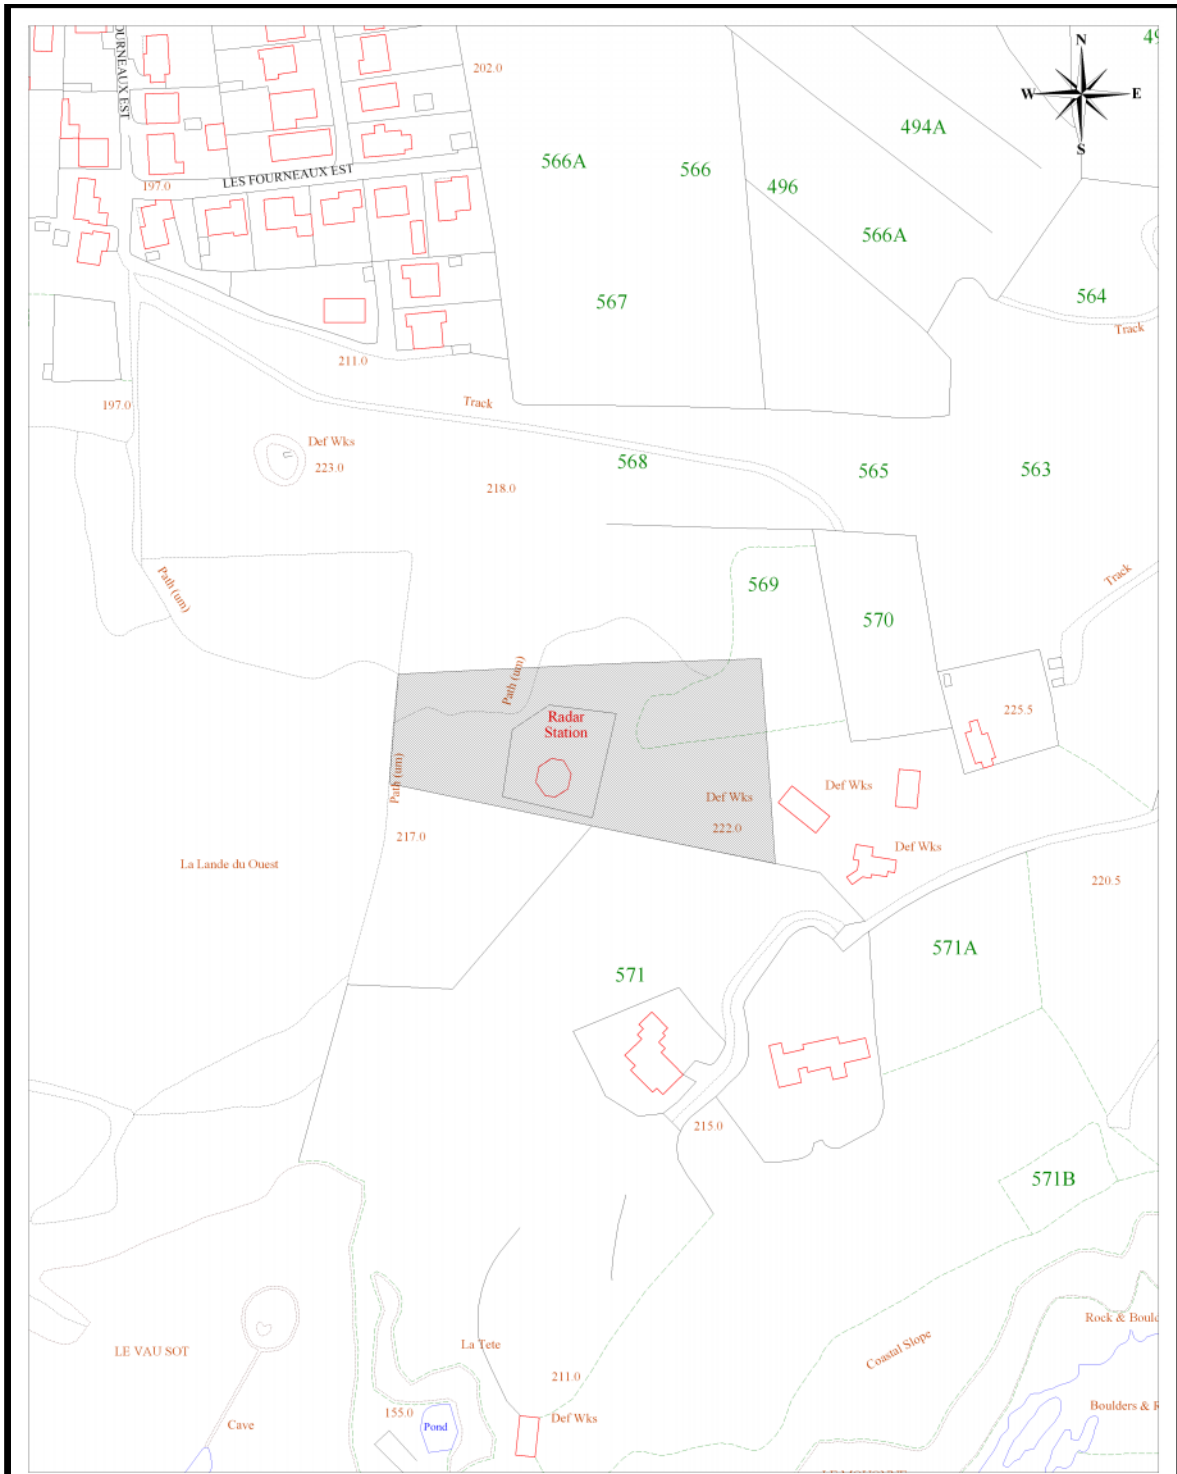 OURNEAUX EST
202.0
N
W
E
S
494A
566A
566
496
LES FOURNEAUX EST
197.0
566A
567
564
Track
211.0
Track
197.0
Def Wks
223.0
568
565
563
218.0
Path (um)
569
Track
570
Path (um)
Radar
Station
225.5
Path (um)
Def Wks
Def Wks
222.0
217.0
Def Wks
La Lande du Ouest
220.5
571
571A
215.0
571B
Rock & Bould
La Tete
Coastal Slope
LE VAU SOT
211.0
155.0
Boulders & R
Def Wks
Cave
Pond